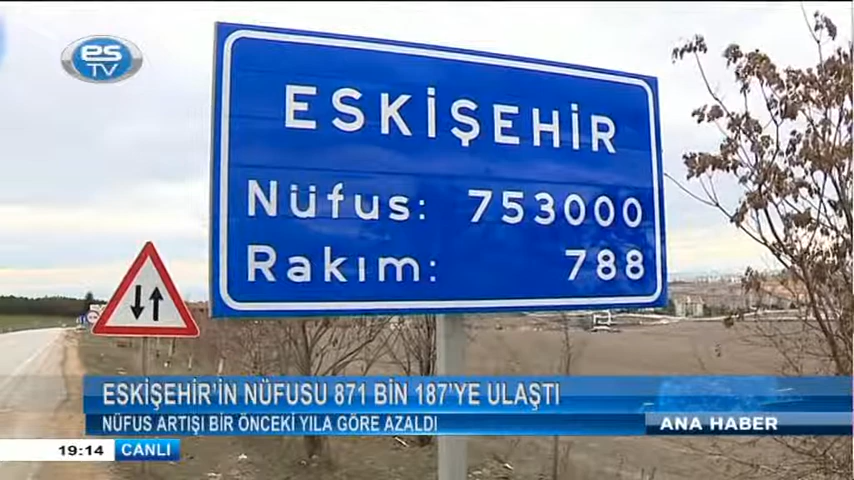 es
TV
ESKİŞEHİR
Nüfus: 753000
Rakım: 788
ESKİŞEHİR'İN NÜFUSU 871 BİN 187'YE ULAŞTI
NÜFUS ARTIŞI BİR ÖNCEKİ YILA GÖRE AZALDI
ANA HABER
19:14 CANLI